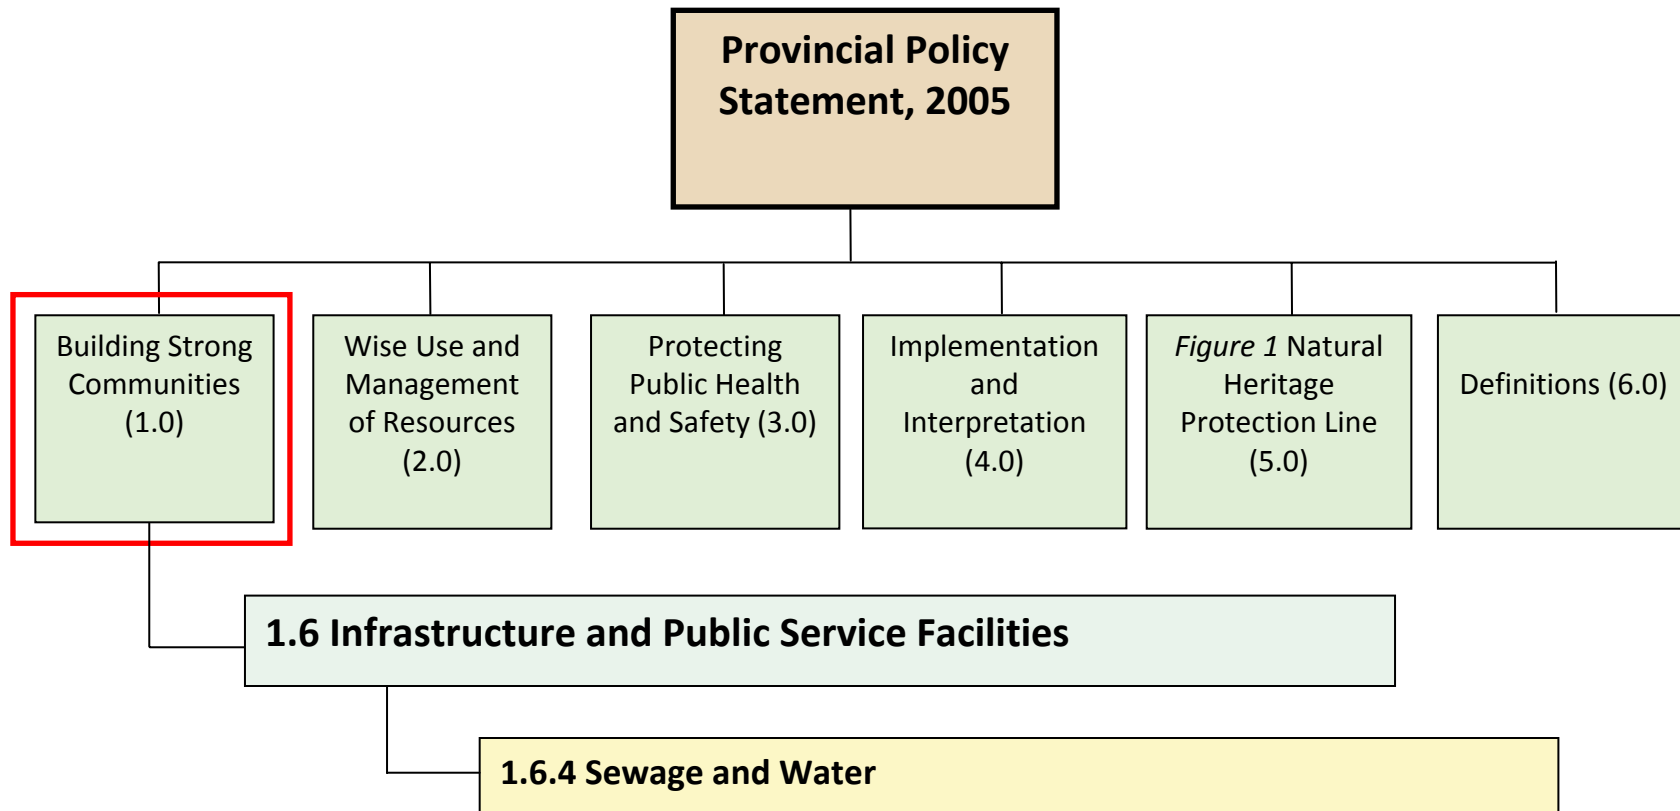 Provincial Policy
Statement, 2005
Building Strong
Communities
(1.0)
Wise Use and
Management
of Resources
(2.0)
Protecting
Public Health
and Safety (3.0)
Implementation
and
Interpretation
(4.0)
Figure 1 Natural
Heritage
Protection Line
(5.0)
Definitions (6.0)
1.6 Infrastructure and Public Service Facilities
1.6.4 Sewage and Water